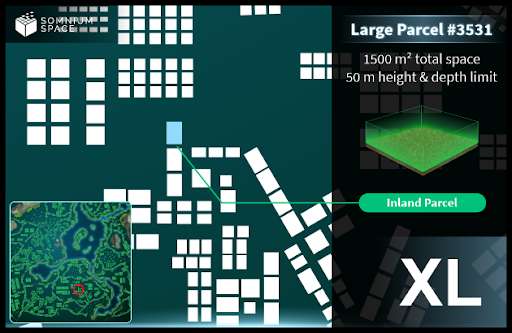 SOMNIUM
SPACE
Large Parcel #3531
1500 m² total space
50 m height & depth limit
Inland Parcel
XL